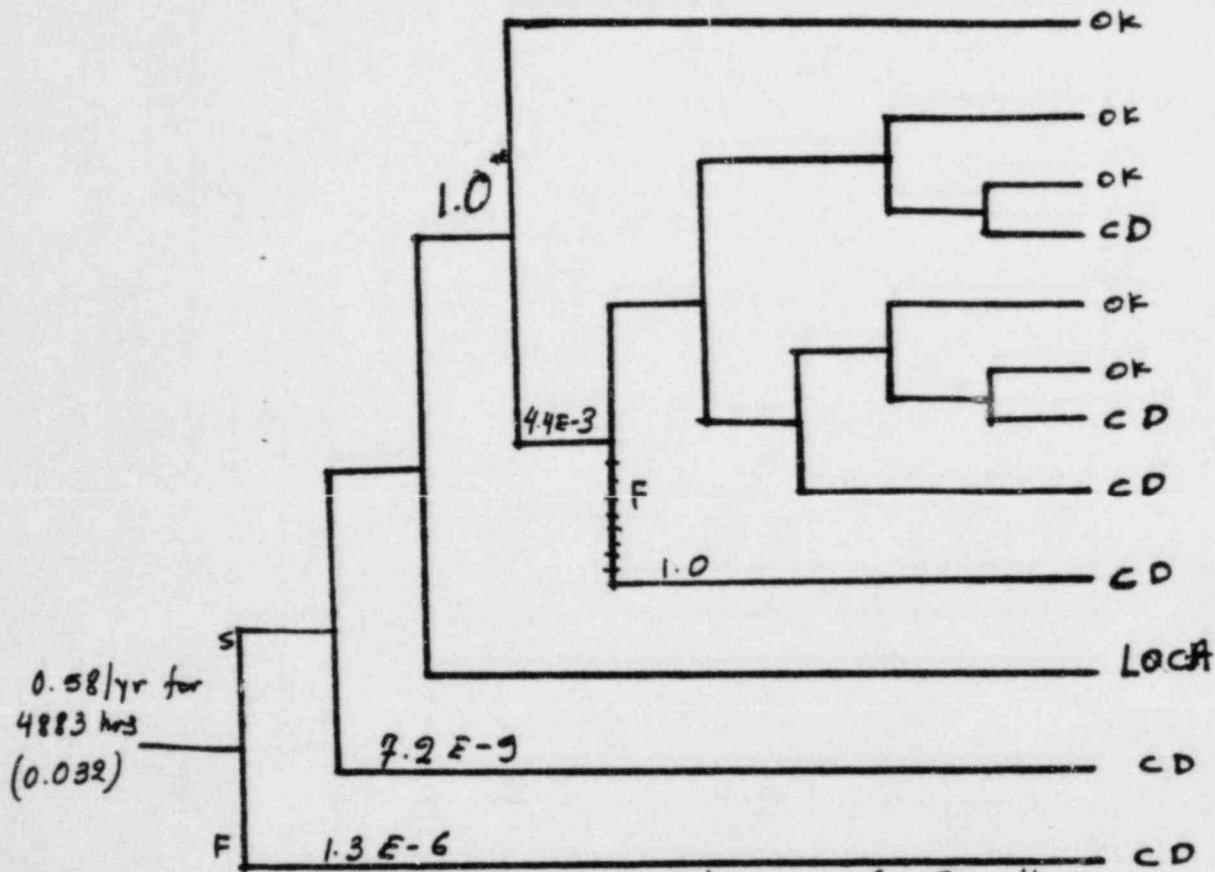 OK
OK
1.0*
OK
CD
OK
OK
4.4E-3
CD
F
CD
1.0
CD
S
LOCA
0.58/yr for
4883 hrs
(0.032)
7.2 E-9
CD
F
1.3 E-6
CD